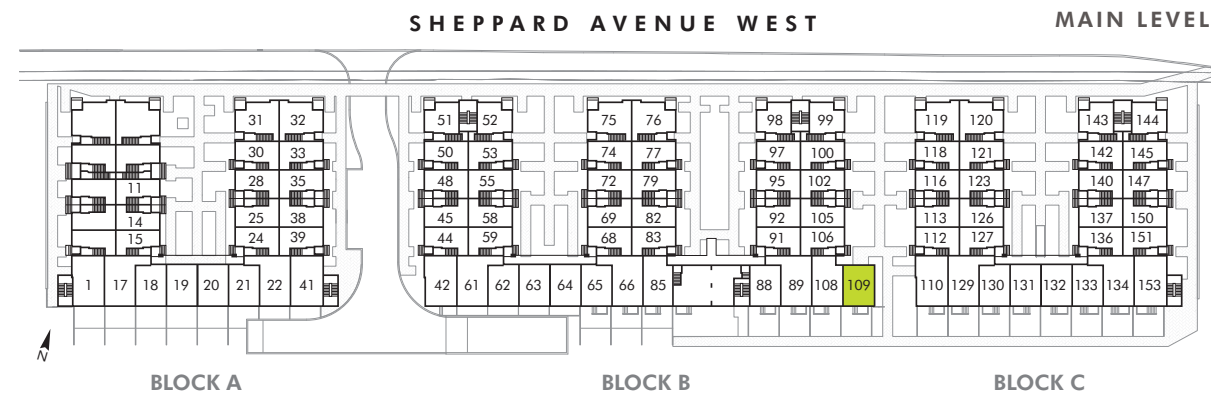 SHEPPARD AVENUE WEST
MAIN LEVEL
31 32 51 52 75 76 98 99 119 120 143 144
30 33 50 53 74 77 97 100 118 121 142 145
11 28 35 48 55 72 79 95 102 116 123 140 147
14 25 38 45 58 69 82 92 105 113 126 137 150
15 24 39 44 59 68 83 91 106 112 127 136 151
1 17 18 19 20 21 22 41 42 61 62 63 64 65 66 85 88 89 108 109 110 129 130 131 132 133 134 153
N
BLOCK A BLOCK B BLOCK C